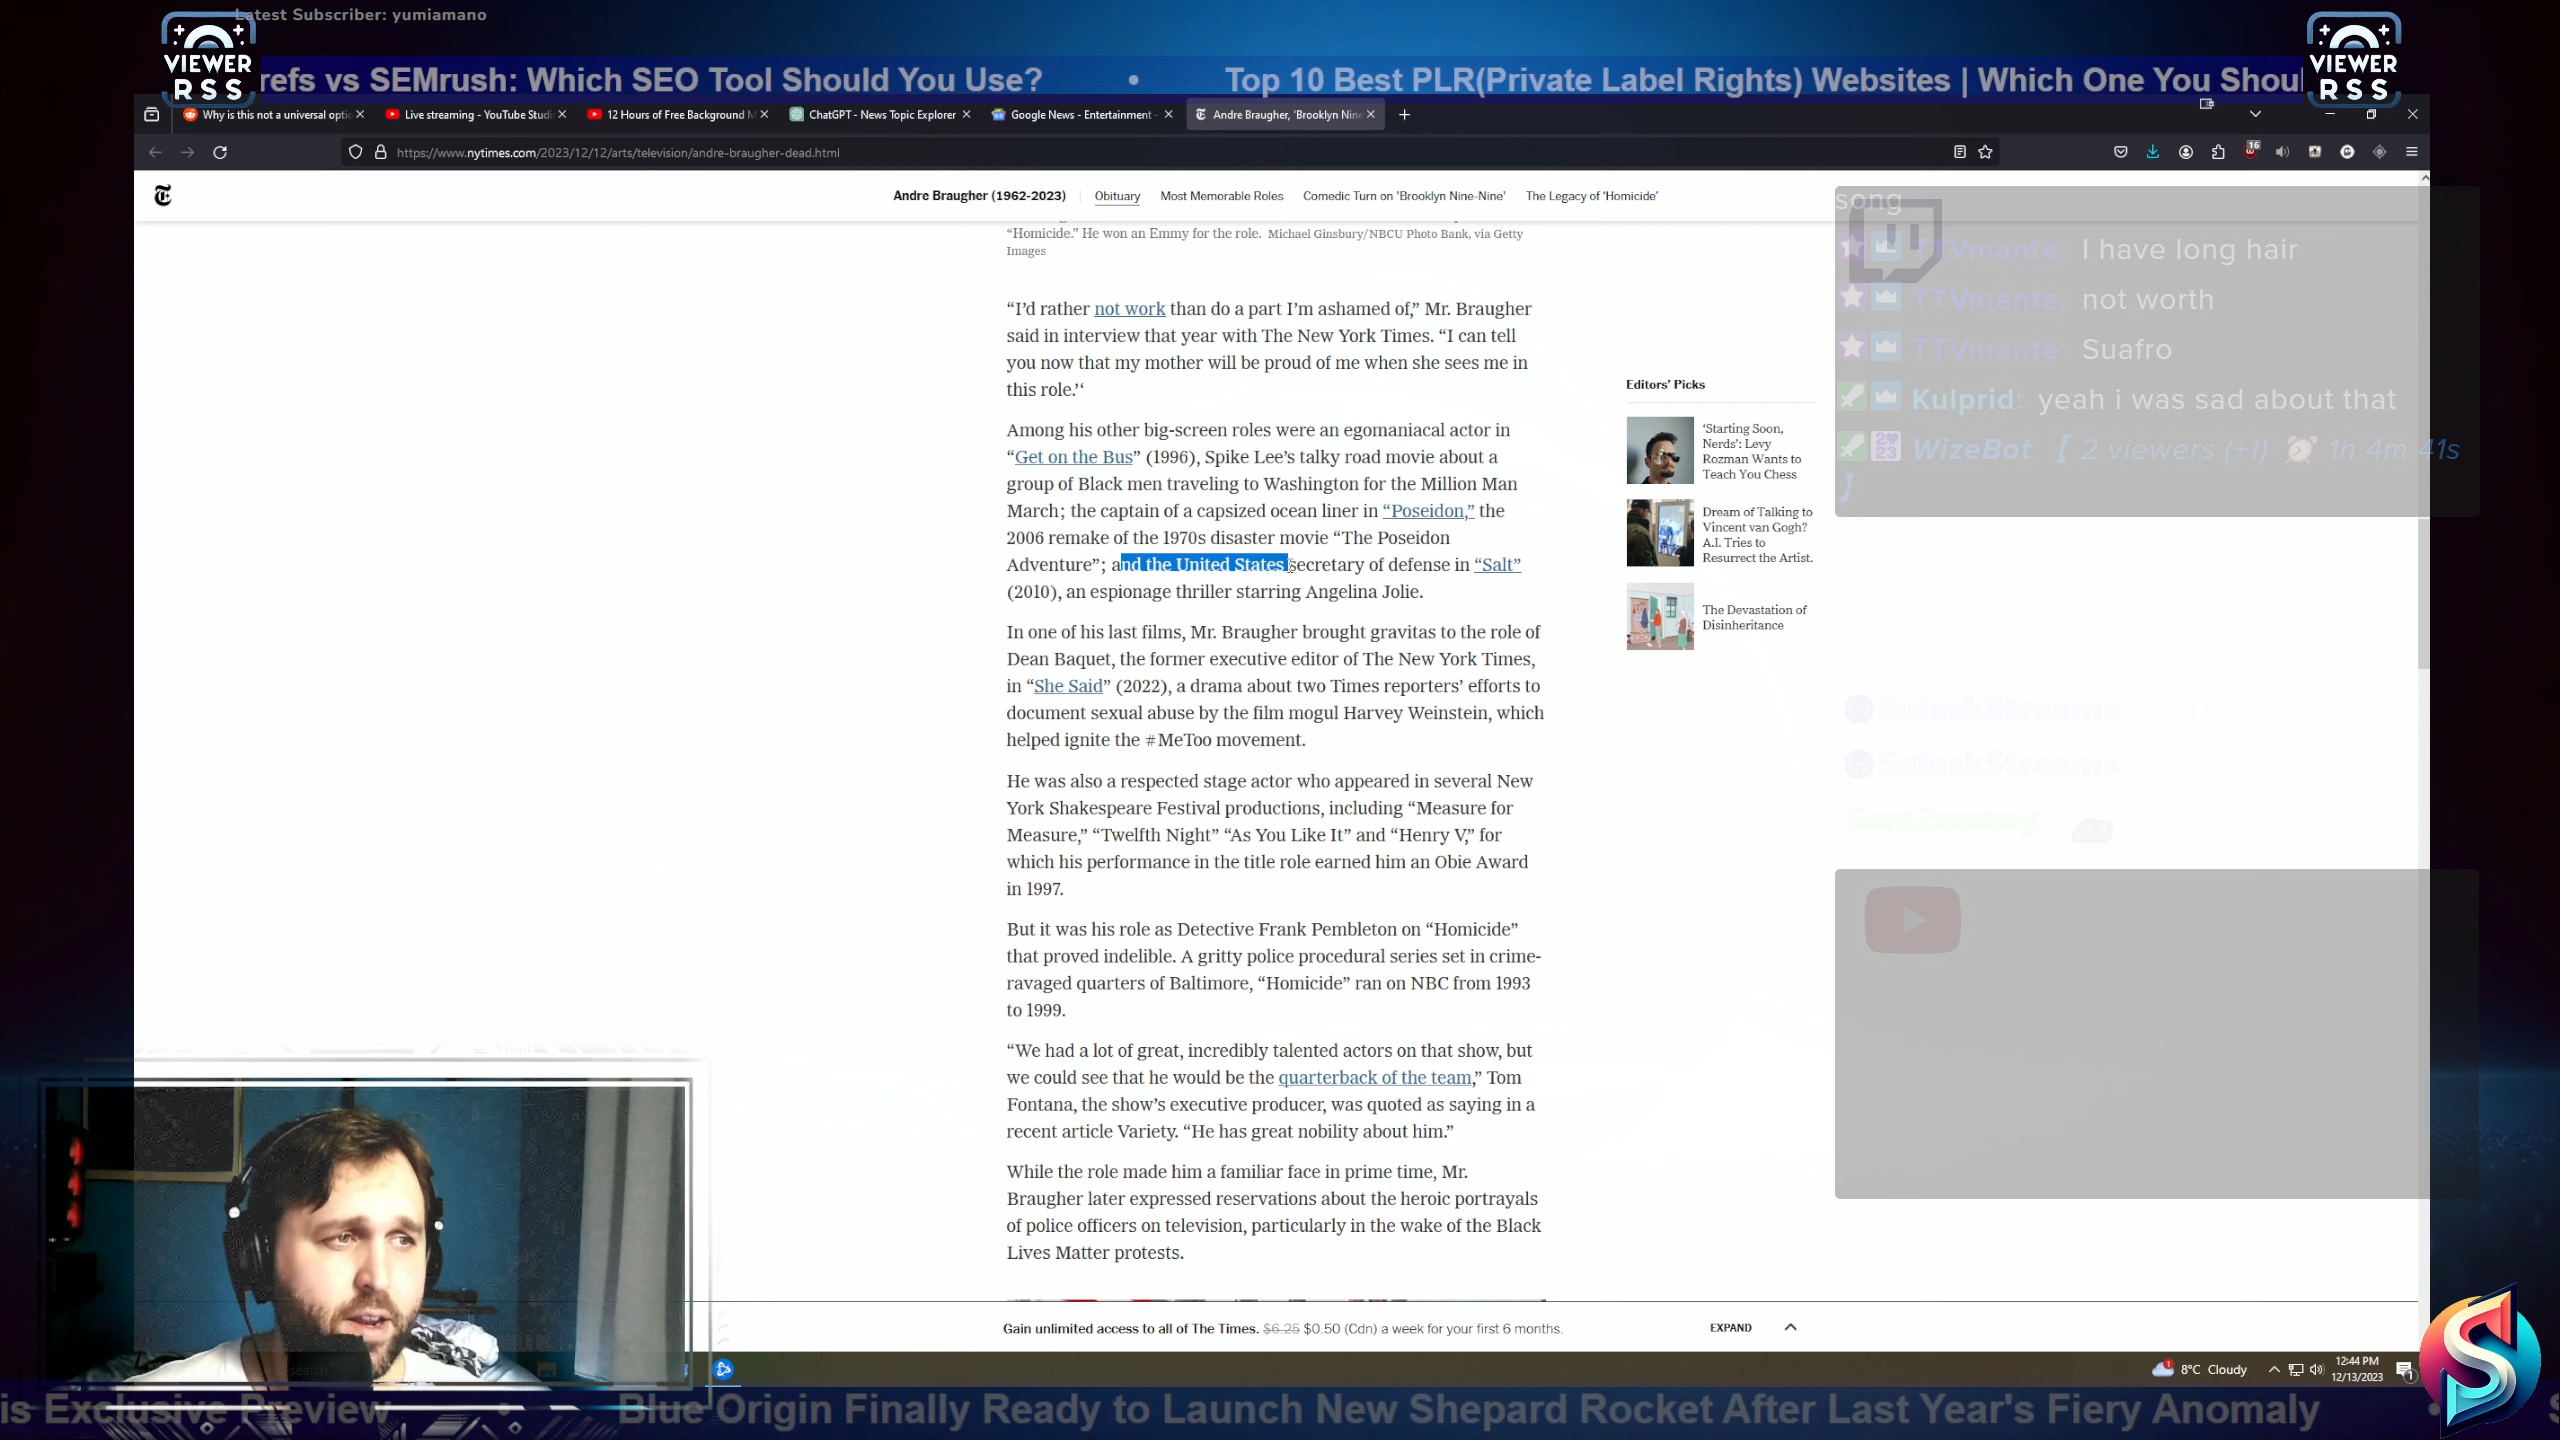 Latest Subscriber: yumiamano
VIEWER
RSS
refs vs SEMrush: Which SEO Tool Should You Use? • Top 10 Best PLR(Private Label Rights) Websites | Which One You Shoul
VIEWER
RSS
Why is this not a universal optio
Live streaming - YouTube Studi
12 Hours of Free Background M
ChatGPT - News Topic Explorer
Google News - Entertainment -
Andre Braugher, 'Brooklyn Nine
https://www.nytimes.com/2023/12/12/arts/television/andre-braugher-dead.html
16
Andre Braugher (1962-2023)
Obituary
Most Memorable Roles
Comedic Turn on 'Brooklyn Nine-Nine'
The Legacy of 'Homicide'
“Homicide.” He won an Emmy for the role. Michael Ginsbury/NBCU Photo Bank, via Getty
Images
“I’d rather not work than do a part I’m ashamed of,” Mr. Braugher
said in interview that year with The New York Times. “I can tell
you now that my mother will be proud of me when she sees me in
this role.’‘
Among his other big-screen roles were an egomaniacal actor in
“Get on the Bus” (1996), Spike Lee’s talky road movie about a
group of Black men traveling to Washington for the Million Man
March; the captain of a capsized ocean liner in “Poseidon,” the
2006 remake of the 1970s disaster movie “The Poseidon
Adventure”; and the United States secretary of defense in “Salt”
(2010), an espionage thriller starring Angelina Jolie.
In one of his last films, Mr. Braugher brought gravitas to the role of
Dean Baquet, the former executive editor of The New York Times,
in “She Said” (2022), a drama about two Times reporters’ efforts to
document sexual abuse by the film mogul Harvey Weinstein, which
helped ignite the #MeToo movement.
He was also a respected stage actor who appeared in several New
York Shakespeare Festival productions, including “Measure for
Measure,” “Twelfth Night” “As You Like It” and “Henry V,” for
which his performance in the title role earned him an Obie Award
in 1997.
But it was his role as Detective Frank Pembleton on “Homicide”
that proved indelible. A gritty police procedural series set in crime-
ravaged quarters of Baltimore, “Homicide” ran on NBC from 1993
to 1999.
“We had a lot of great, incredibly talented actors on that show, but
we could see that he would be the quarterback of the team,” Tom
Fontana, the show’s executive producer, was quoted as saying in a
recent article Variety. “He has great nobility about him.”
While the role made him a familiar face in prime time, Mr.
Braugher later expressed reservations about the heroic portrayals
of police officers on television, particularly in the wake of the Black
Lives Matter protests.
Editors’ Picks
‘Starting Soon,
Nerds’: Levy
Rozman Wants to
Teach You Chess
Dream of Talking to
Vincent van Gogh?
A.I. Tries to
Resurrect the Artist.
The Devastation of
Disinheritance
song
TTVmante: I have long hair
TTVmante: not worth
TTVmante: Suafro
Kulprid: yeah i was sad about that
WizeBot 【 2 viewers (+1) ⏰ 1h 4m 41s
】
SulackStreams
SulackStreams
Gain unlimited access to all of The Times. $6.25 $0.50 (Cdn) a week for your first 6 months.
EXPAND
search
8°C Cloudy
12:44 PM
12/13/2023
is Exclusive Preview • Blue Origin Finally Ready to Launch New Shepard Rocket After Last Year's Fiery Anomaly